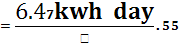 = 6.47kwh day/□ .55